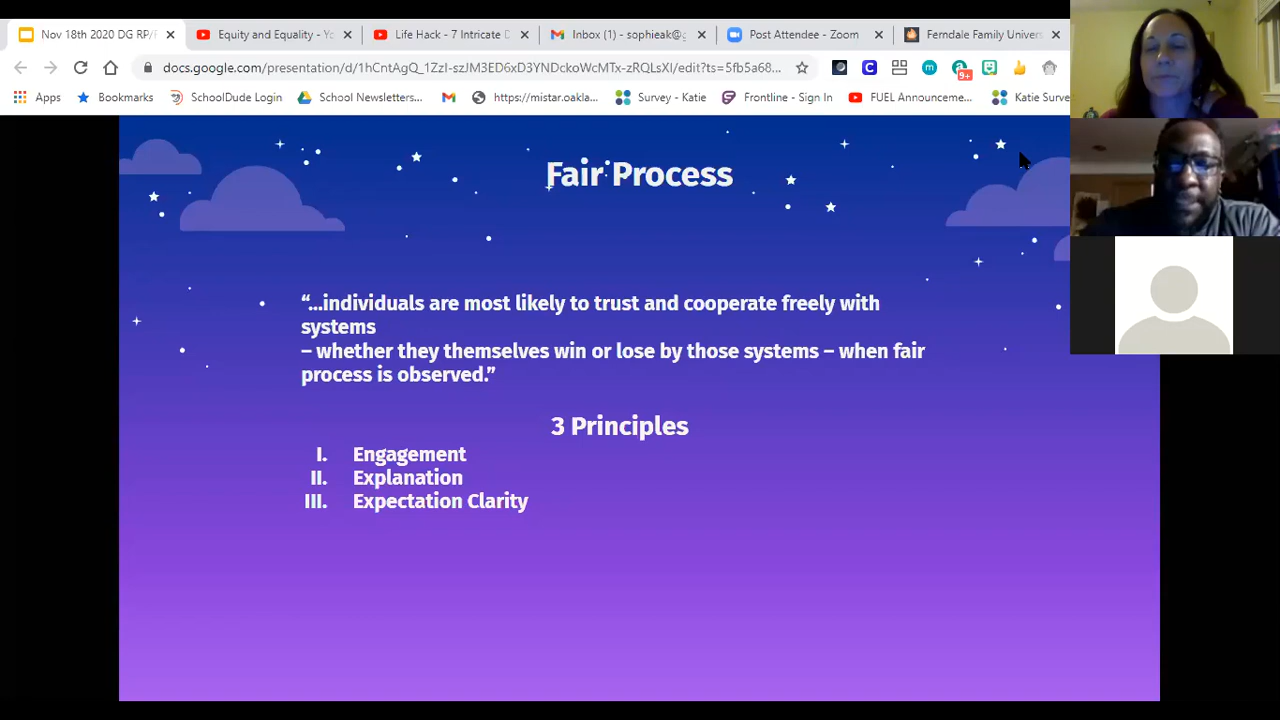 Nov 18th 2020 DG RP/
Equity and Equality - Yo
Life Hack - 7 Intricate D
Inbox (1) - sophieak@g
Post Attendee - Zoom
Ferndale Family Univers
docs.google.com/presentation/d/1hCntAgQ_1ZzI-szJM3ED6xD3YNDckoWcMTx-zRQLsXI/edit?ts=5fb5a68...
9+
Apps
Bookmarks
SchoolDude Login
School Newsletters...
https://mistar.oakla...
Survey - Katie
Frontline - Sign In
FUEL Announceme...
Katie Surve
Fair Process
“...individuals are most likely to trust and cooperate freely with
systems
– whether they themselves win or lose by those systems – when fair
process is observed.”
3 Principles
I. Engagement
II. Explanation
III. Expectation Clarity